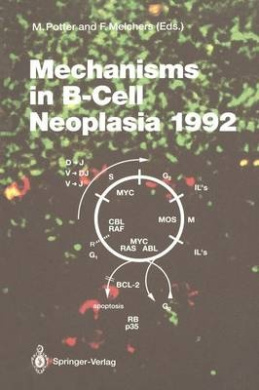 M. Potter and F. Melchers (Eds.)
Mechanisms
in B-Cell
Neoplasia 1992
D→J
V→DJ
V→J
S
G₂
MYC
IL's
CBL
RAF
MOS
M
R
G₁
MYC
RAS ABL
IL's
BCL-2
apoptosis
G₀
RB
p35
Springer-Verlag